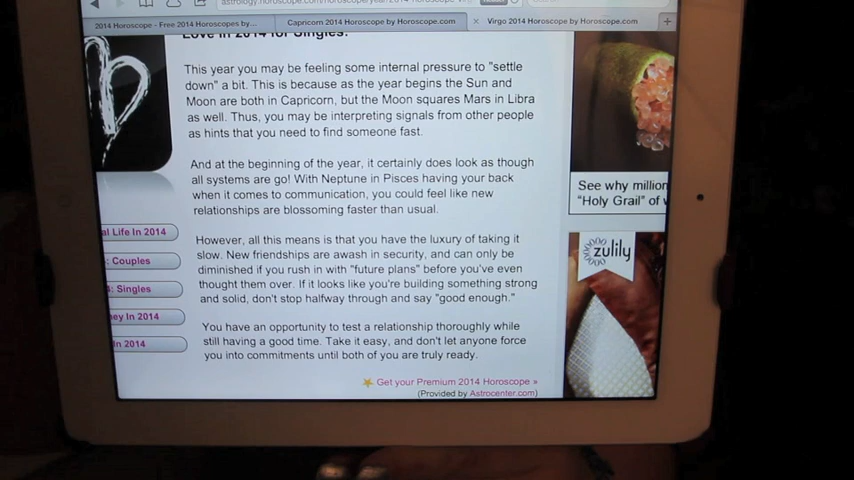 astrology.horoscope.com/horoscope/year/2014-horoscope-vi
2014 Horoscope - Free 2014 Horoscopes by...
Capricorn 2014 Horoscope by Horoscope.com
Virgo 2014 Horoscope by Horoscope.com
Love in 2014 for Singles:
This year you may be feeling some internal pressure to "settle
down" a bit. This is because as the year begins the Sun and
Moon are both in Capricorn, but the Moon squares Mars in Libra
as well. Thus, you may be interpreting signals from other people
as hints that you need to find someone fast.
And at the beginning of the year, it certainly does look as though
all systems are go! With Neptune in Pisces having your back
when it comes to communication, you could feel like new
relationships are blossoming faster than usual.
However, all this means is that you have the luxury of taking it
slow. New friendships are awash in security, and can only be
diminished if you rush in with "future plans" before you've even
thought them over. If it looks like you're building something strong
and solid, don't stop halfway through and say "good enough."
You have an opportunity to test a relationship thoroughly while
still having a good time. Take it easy, and don't let anyone force
you into commitments until both of you are truly ready.
Get your Premium 2014 Horoscope »
(Provided by Astrocenter.com)
al Life In 2014
: Couples
: Singles
ney In 2014
In 2014
See why million
"Holy Grail" of
zulily